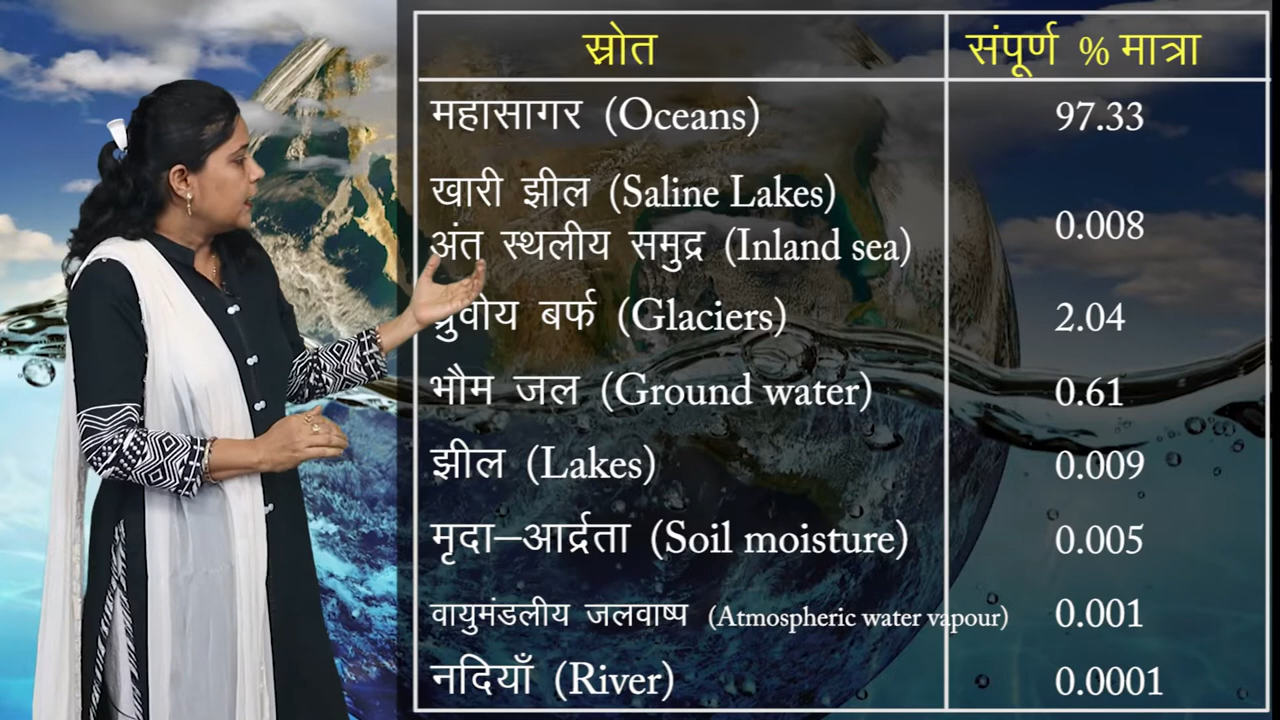 स्रोत संपूर्ण % मात्रा
महासागर (Oceans) 97.33
खारी झील (Saline Lakes)
अंत स्थलीय समुद्र (Inland sea) 0.008
बर्फ (Glaciers) 2.04
भौम जल (Ground water) 0.61
झील (Lakes) 0.009
मृदा–आर्द्रता (Soil moisture) 0.005
वायुमंडलीय जलवाष्प (Atmospheric water vapour) 0.001
नदियाँ (River) 0.0001